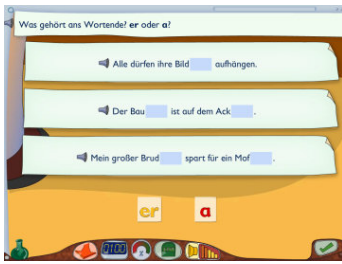 Was gehört ans Wortende? er oder a?
Alle dürfen ihre Bild aufhängen.
Der Bau ist auf dem Ack .
Mein großer Brud spart für ein Mof .
er a